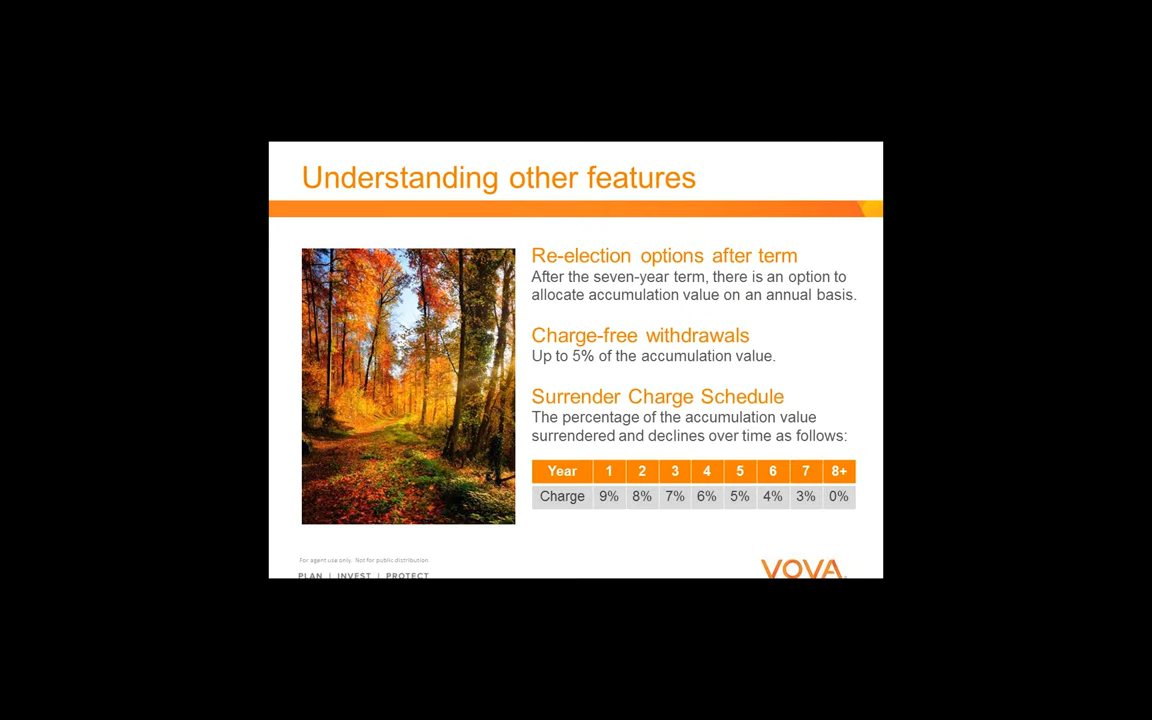 Understanding other features
Re-election options after term
After the seven-year term, there is an option to
allocate accumulation value on an annual basis.
Charge-free withdrawals
Up to 5% of the accumulation value.
Surrender Charge Schedule
The percentage of the accumulation value
surrendered and declines over time as follows:
Year 1 2 3 4 5 6 7 8+
Charge 9% 8% 7% 6% 5% 4% 3% 0%
For agent use only. Not for public distribution.
PLAN | INVEST | PROTECT
VOYA